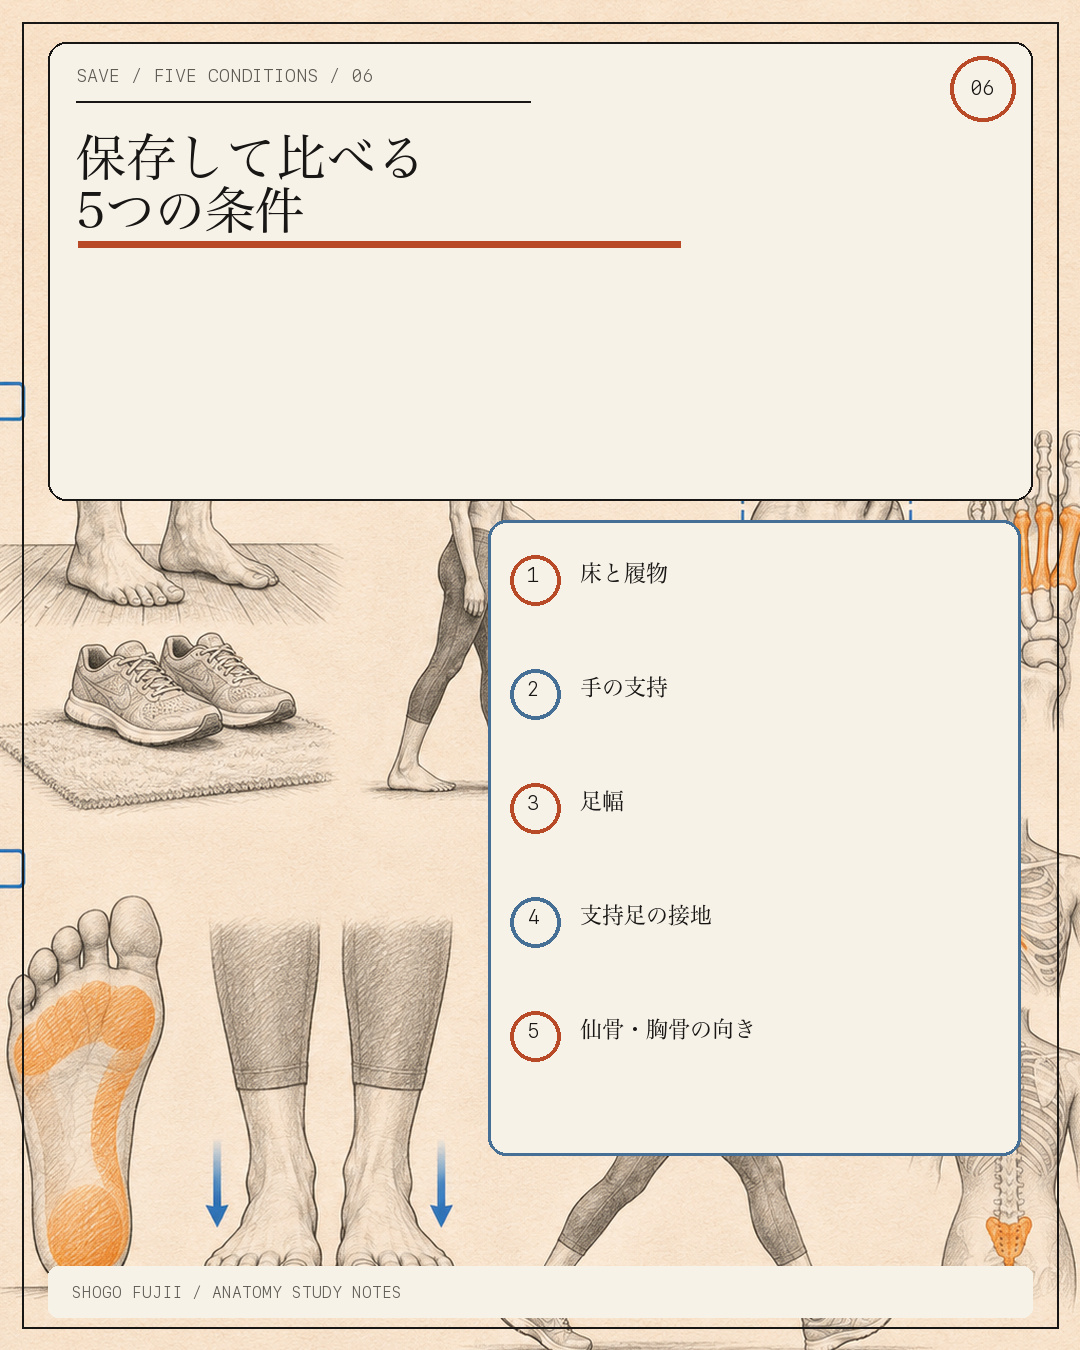 SAVE / FIVE CONDITIONS / 06
06
保存して比べる
5つの条件
1 床と履物
2 手の支持
3 足幅
4 支持足の接地
5 仙骨・胸骨の向き
SHOGO FUJII / ANATOMY STUDY NOTES